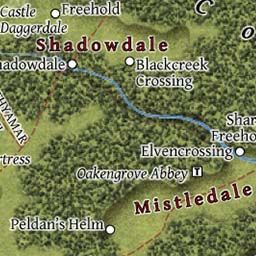 Castle
Daggerdale
Freehold
Shadowdale
Shadowdale
Blackcreek
Crossing
Elvencrossing
Oakengrove Abbey
T
Mistledale
Peldan's Helm